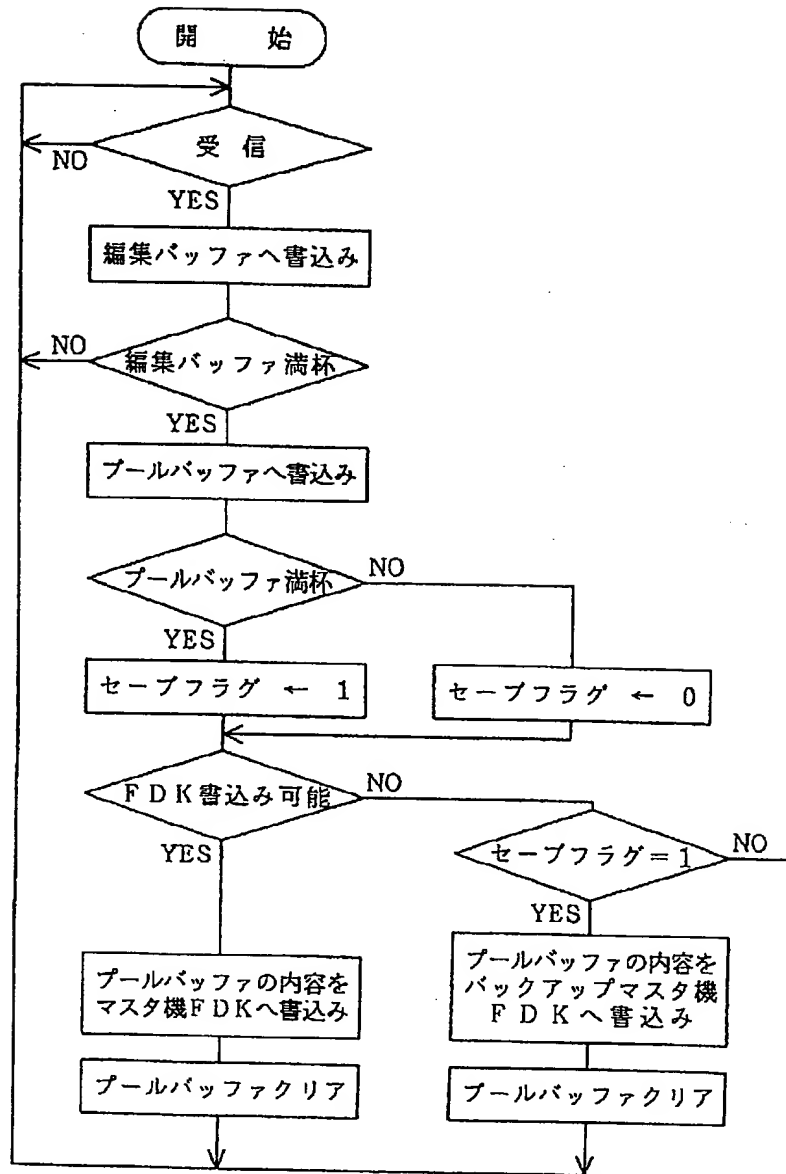 開 始
受 信
NO
YES
編集バッファへ書込み
NO
編集バッファ満杯
YES
プールバッファへ書込み
プールバッファ満杯
NO
YES
セーブフラグ ← 1
セーブフラグ ← 0
FDK書込み可能
NO
YES
セーブフラグ=1
NO
YES
プールバッファの内容を
マスタ機FDKへ書込み
プールバッファの内容を
バックアップマスタ機
FDKへ書込み
プールバッファクリア
プールバッファクリア